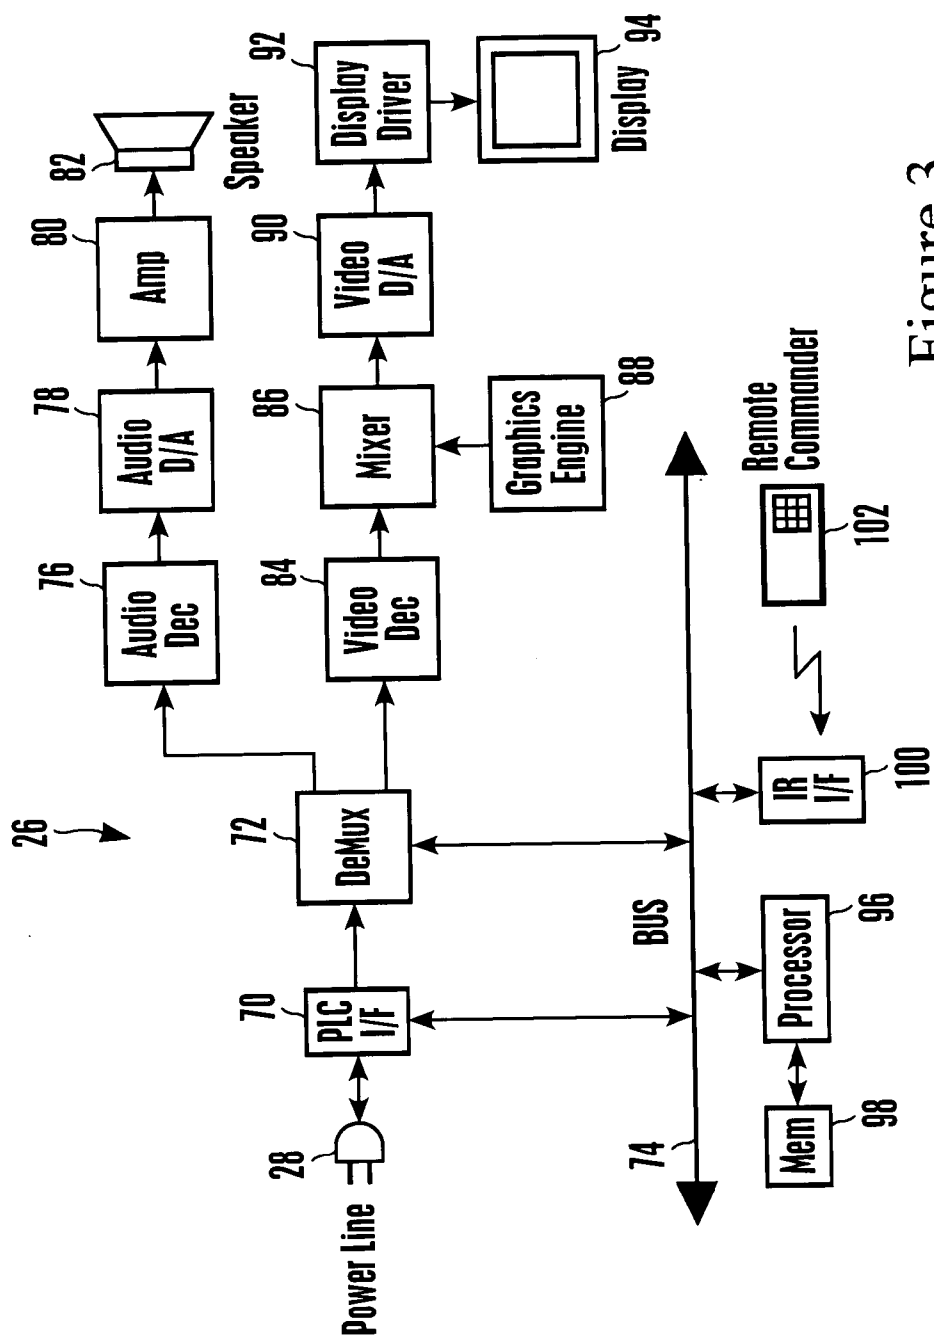 26
76
Audio
Dec
78
Audio
D/A
80
Amp
82
Speaker
Power Line
28
70
PLC
I/F
72
DeMux
84
Video
Dec
86
Mixer
90
Video
D/A
92
Display
Driver
Graphics
Engine
88
Display
94
74
BUS
Mem
98
Processor
96
IR
I/F
100
Remote
Commander
102
Figure 3